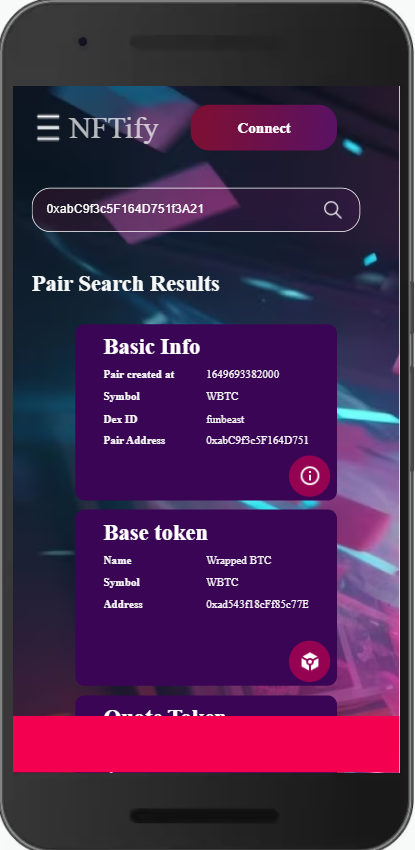 NFTify
Connect
0xabC9f3c5F164D751f3A21
Pair Search Results
Basic Info
Pair created at 1649693382000
Symbol WBTC
Dex ID funbeast
Pair Address 0xabC9f3c5F164D751
Base token
Name Wrapped BTC
Symbol WBTC
Address 0xad543f18cFf85c77E
Quote Token